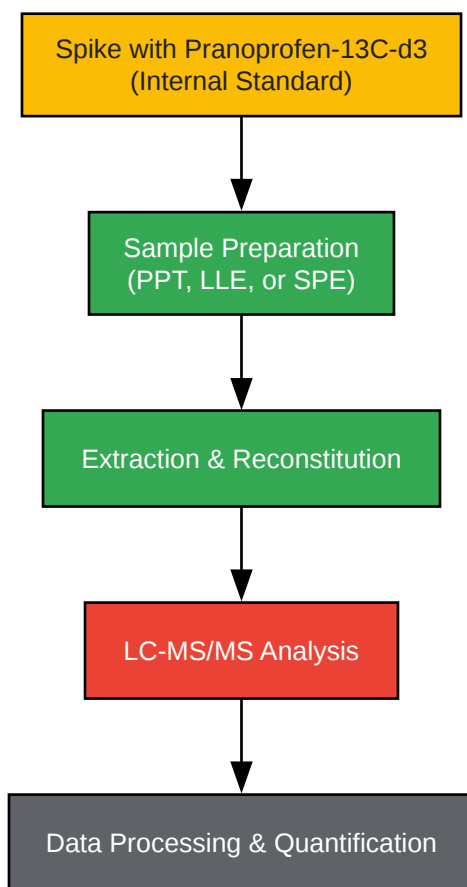 Spike with Pranoprofen-13C-d3
(Internal Standard)
Sample Preparation
(PPT, LLE, or SPE)
Extraction & Reconstitution
LC-MS/MS Analysis
Data Processing & Quantification